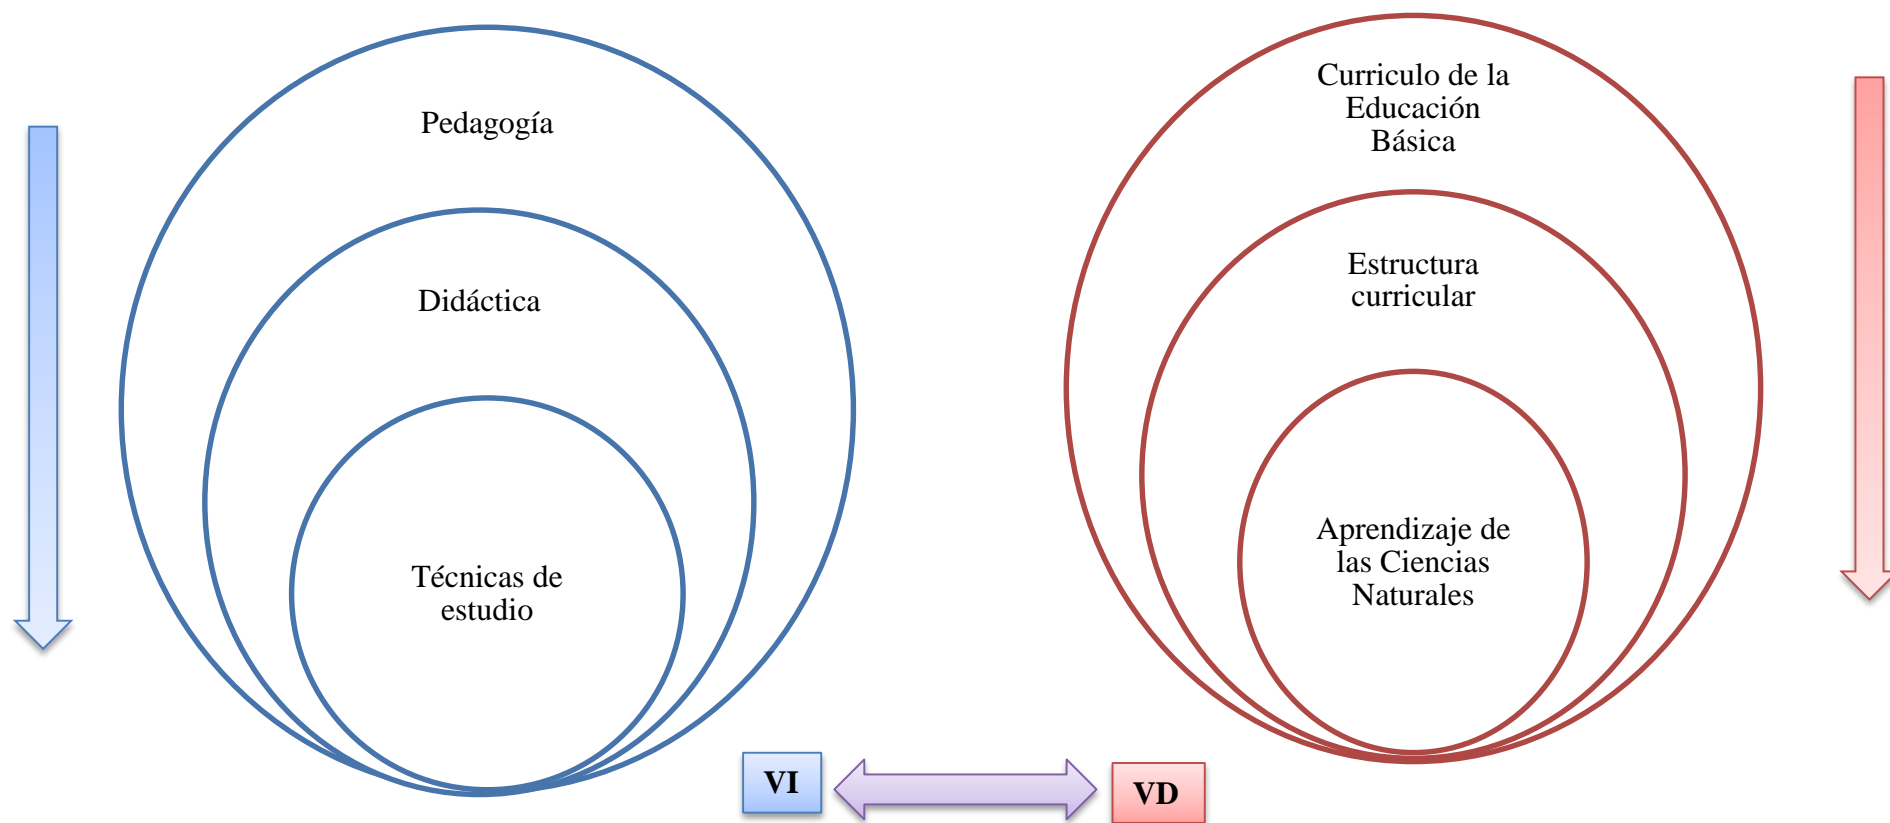 Pedagogía
Didáctica
Técnicas de
estudio
Curriculo de la
Educación
Básica
Estructura
curricular
Aprendizaje de
las Ciencias
Naturales
VI
VD